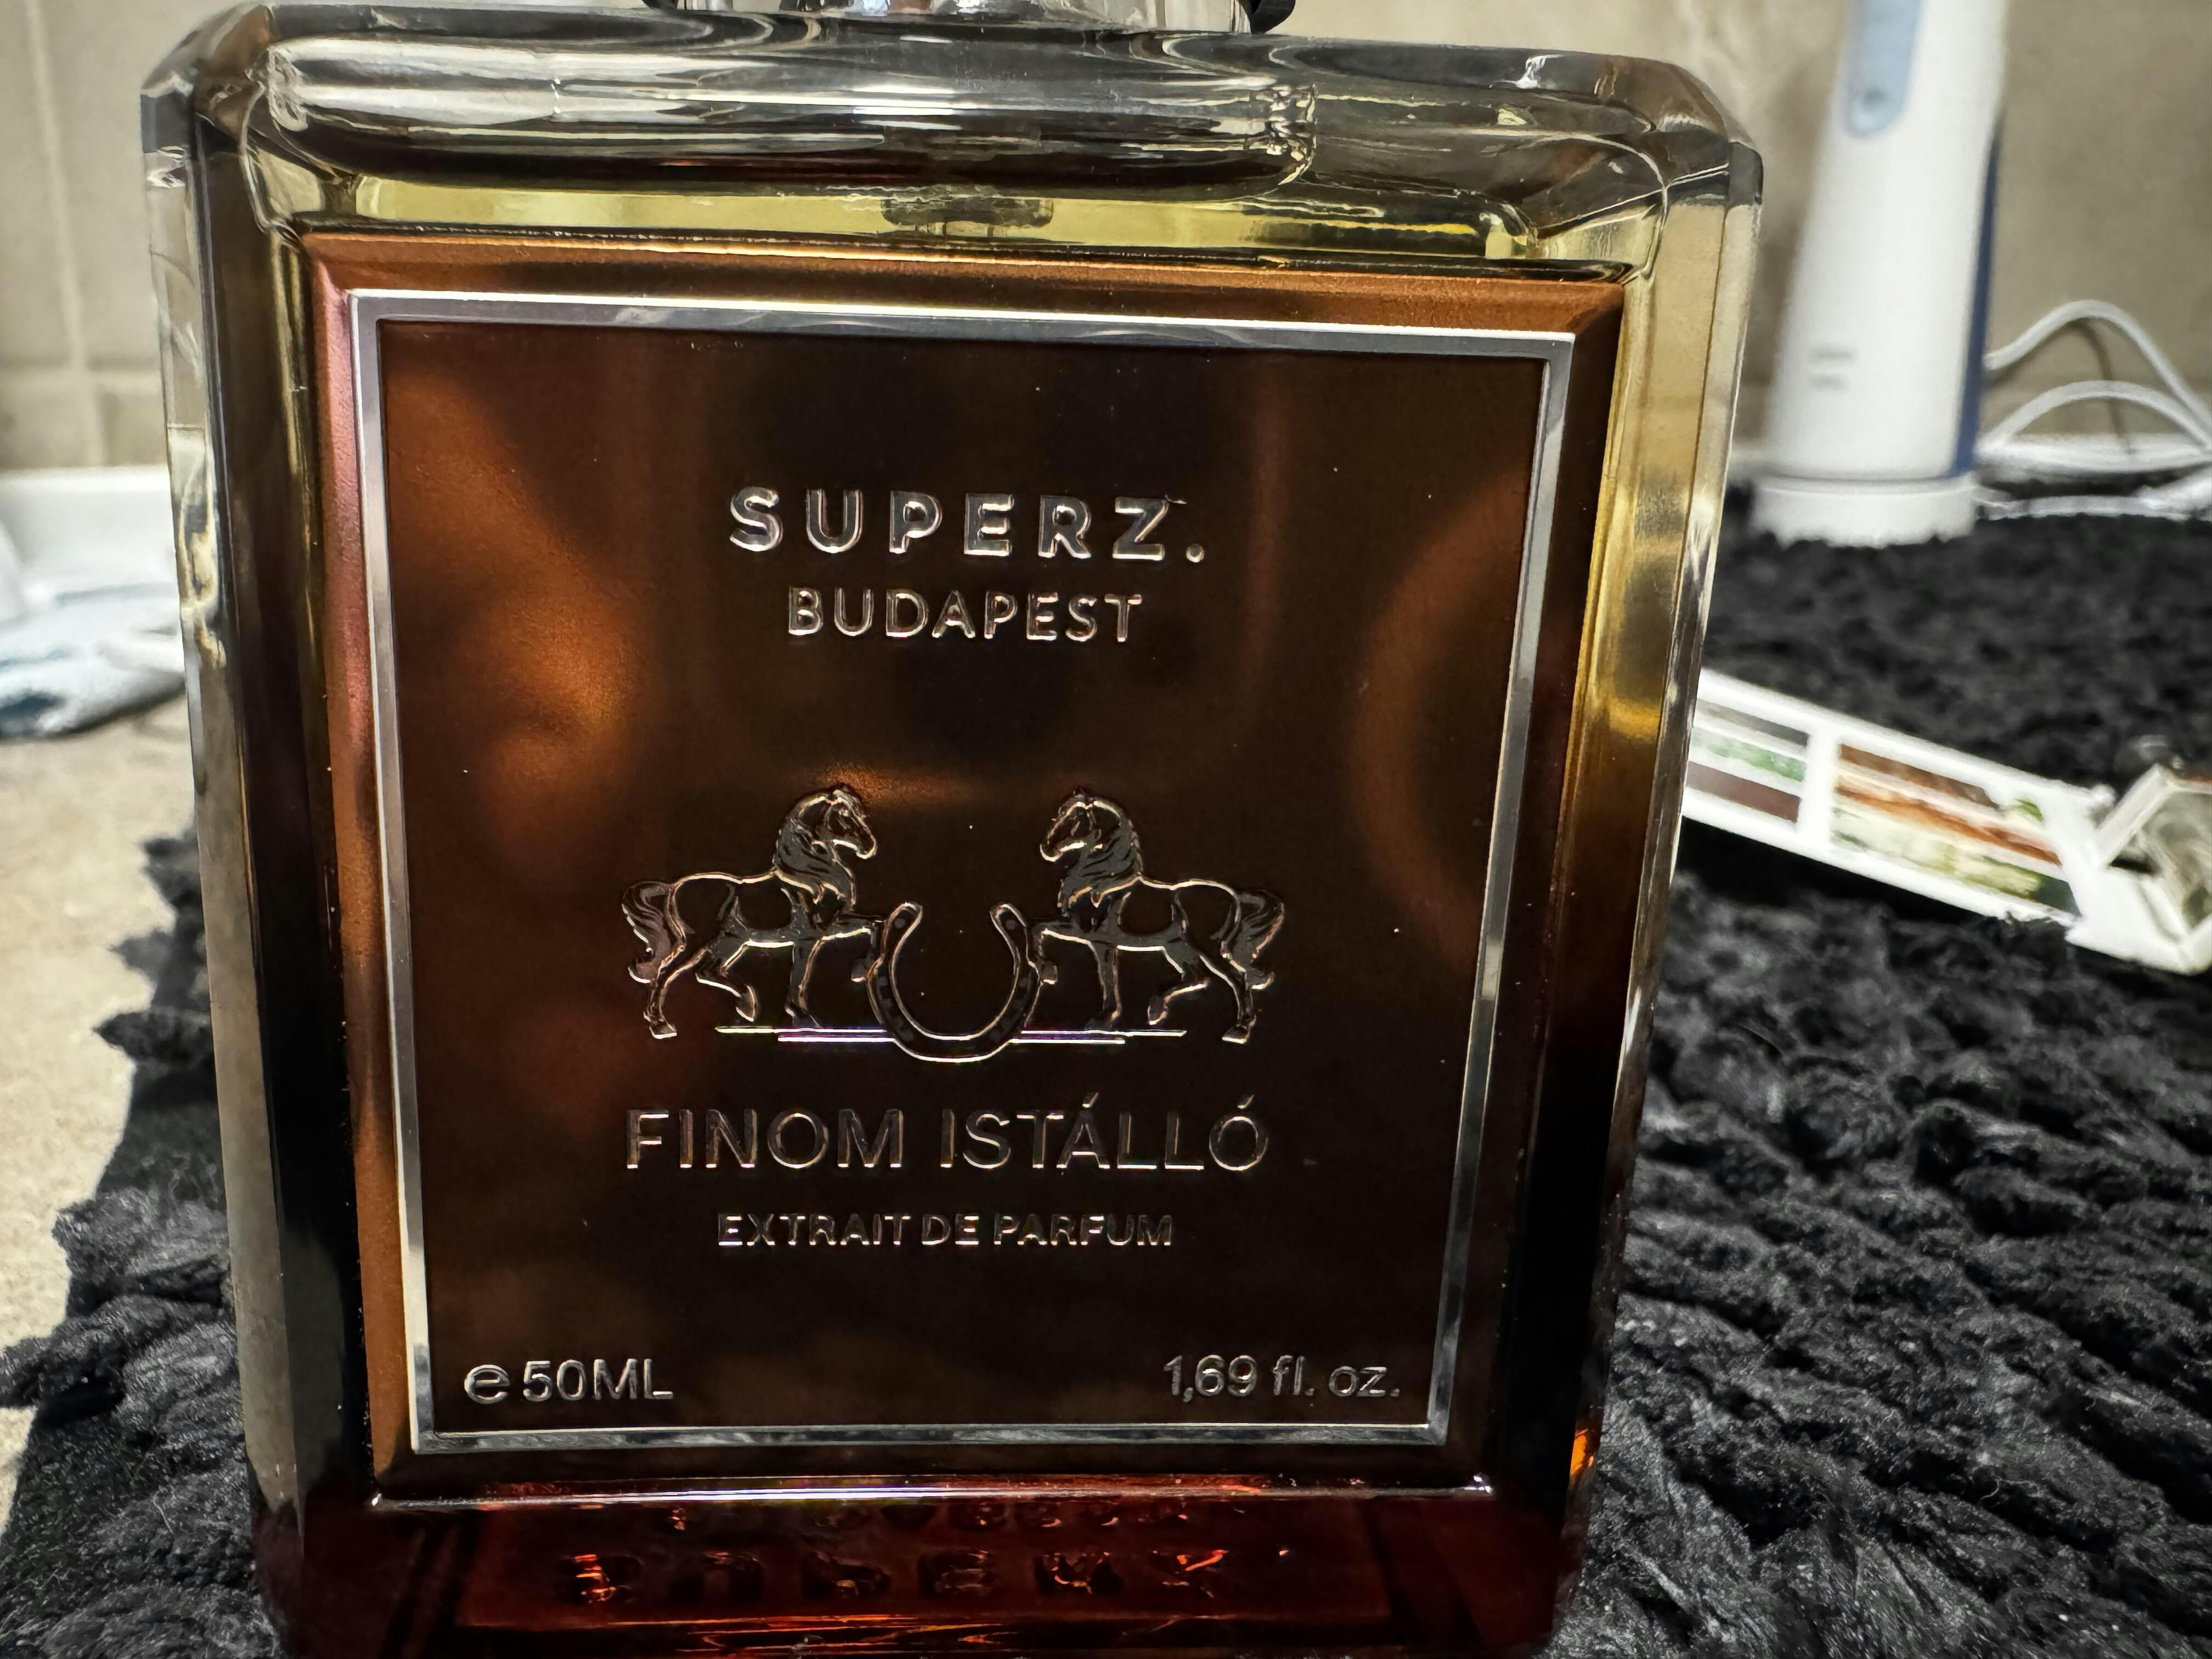 SUPERZ.
BUDAPEST
FINOM ISTÁLLÓ
EXTRAIT DE PARFUM
℮ 50ML
1,69 fl. oz.